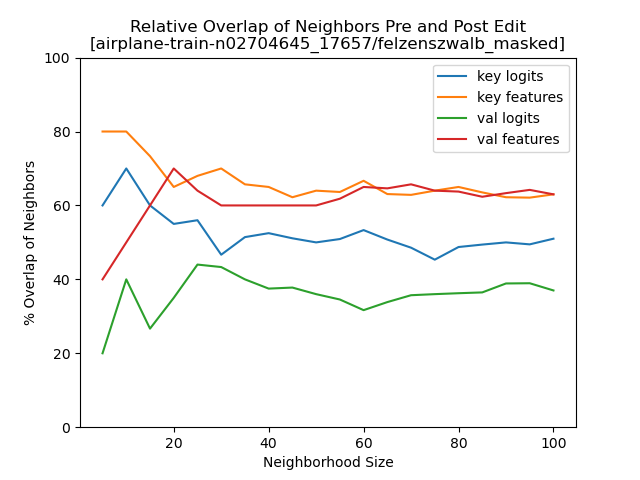 Relative Overlap of Neighbors Pre and Post Edit
[airplane-train-n02704645_17657/felzenszwalb_masked]
100
80
60
40
20
0
% Overlap of Neighbors
key logits
key features
val logits
val features
20 40 60 80 100
Neighborhood Size